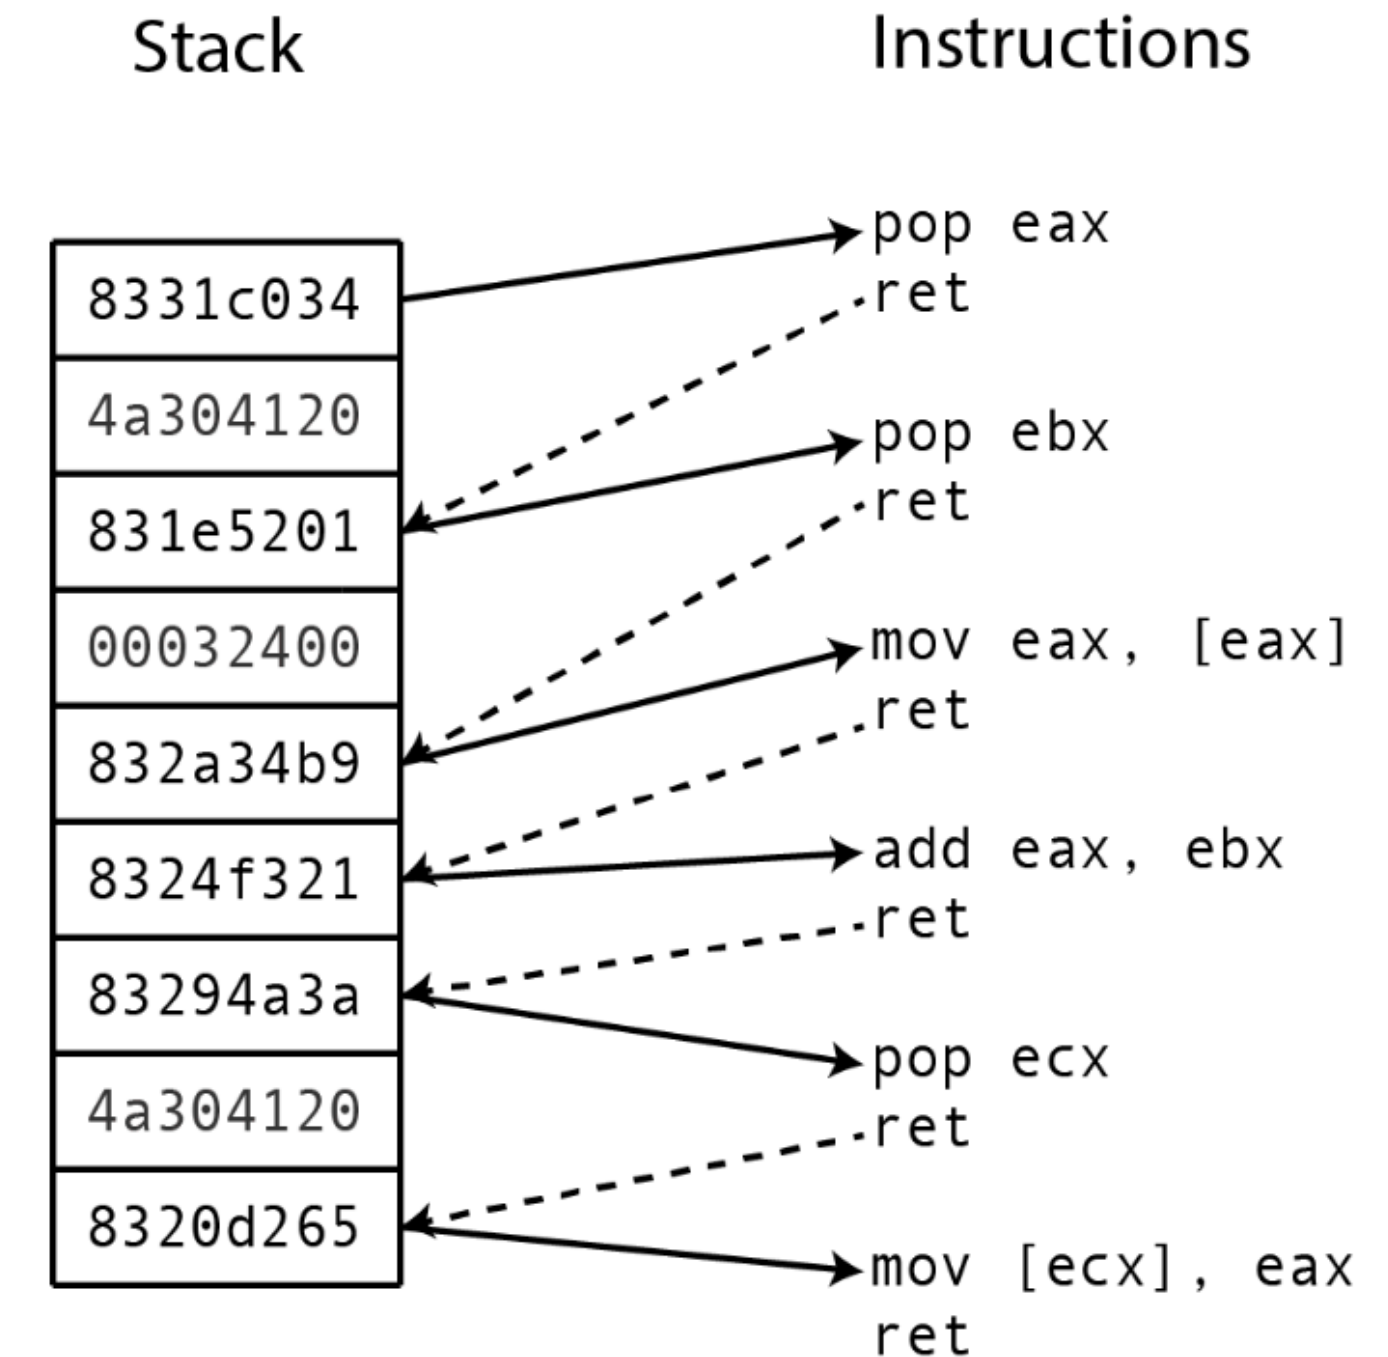 Stack
Instructions
8331c034
4a304120
831e5201
00032400
832a34b9
8324f321
83294a3a
4a304120
8320d265
pop eax
ret
pop ebx
ret
mov eax, [eax]
ret
add eax, ebx
ret
pop ecx
ret
mov [ecx], eax
ret